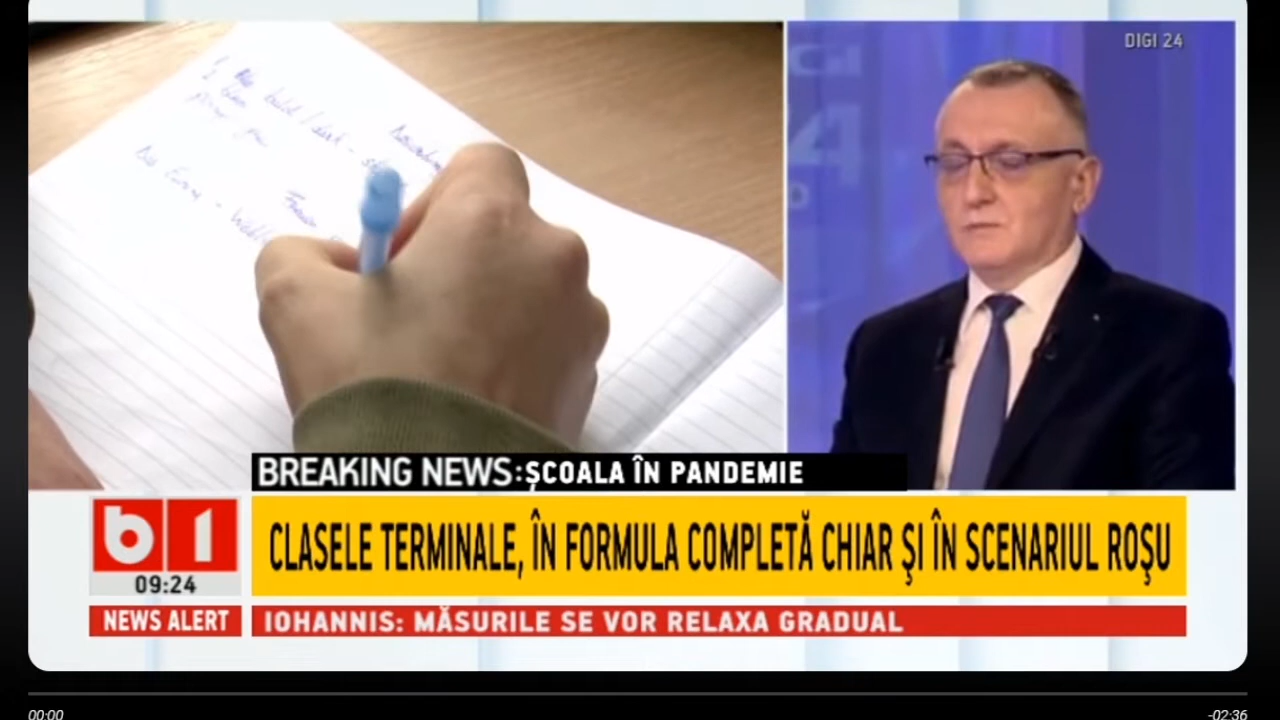 DIGI 24
BREAKING NEWS: ȘCOALA ÎN PANDEMIE
b1
CLASELE TERMINALE, ÎN FORMULA COMPLETĂ CHIAR ŞI ÎN SCENARIUL ROŞU
09:24
NEWS ALERT
IOHANNIS: MĂSURILE SE VOR RELAXA GRADUAL
00:00
-02:36